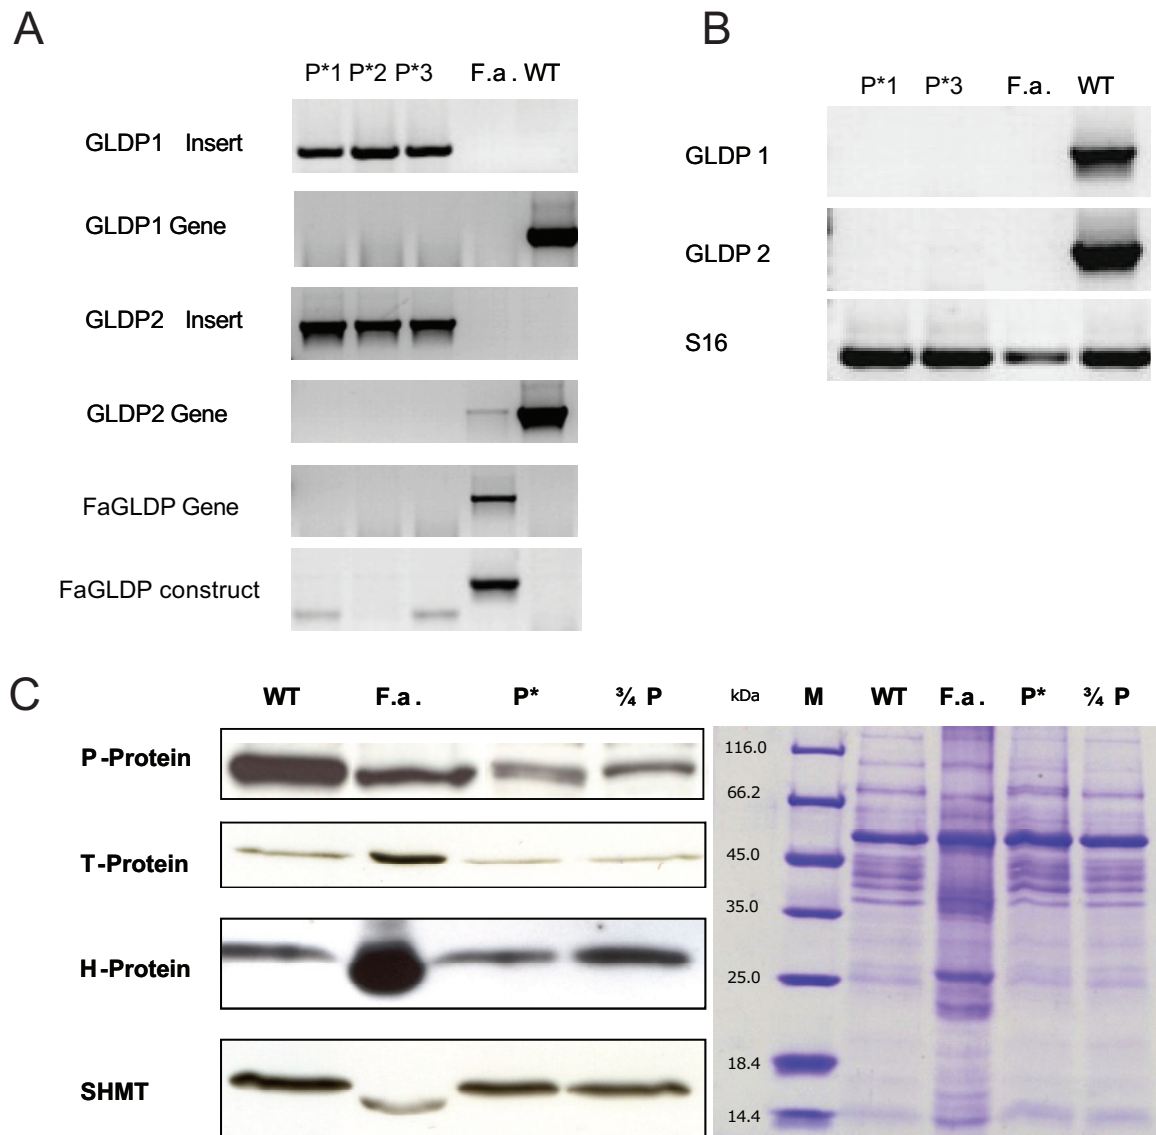 A
P*1 P*2 P*3 F.a. WT
GLDP1 Insert
GLDP1 Gene
GLDP2 Insert
GLDP2 Gene
FaGLDP Gene
FaGLDP construct
B
P*1 P*3 F.a. WT
GLDP 1
GLDP 2
S16
C
WT F.a. P* ¾ P
P-Protein
T-Protein
H-Protein
SHMT
kDa M WT F.a. P* ¾ P
116.0
66.2
45.0
35.0
25.0
18.4
14.4